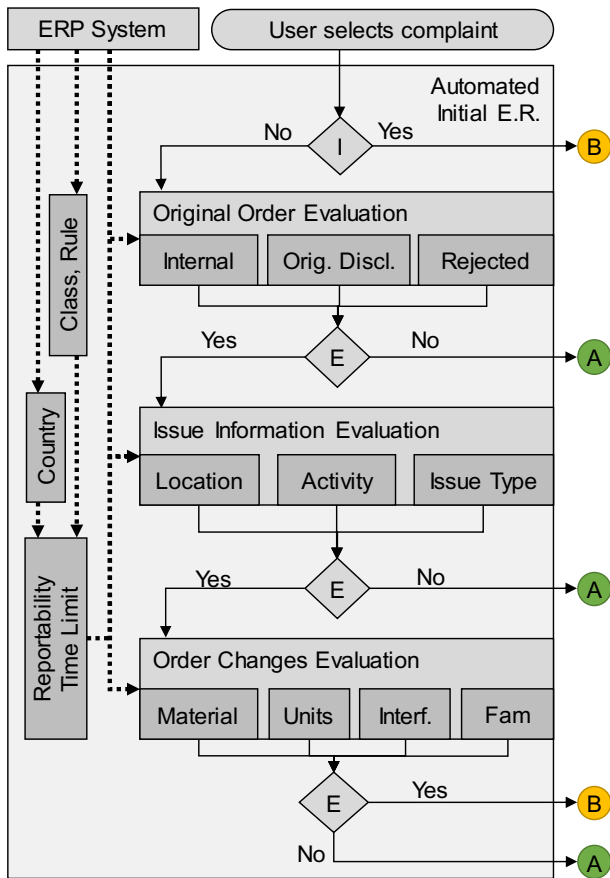 ERP System
User selects complaint
Automated
Initial E.R.
No
I
Yes
B
Original Order Evaluation
Internal
Orig. Discl.
Rejected
Class, Rule
Yes
E
No
A
Country
Issue Information Evaluation
Location
Activity
Issue Type
Yes
E
No
A
Reportability
Time Limit
Order Changes Evaluation
Material
Units
Interf.
Fam
E
Yes
B
No
A